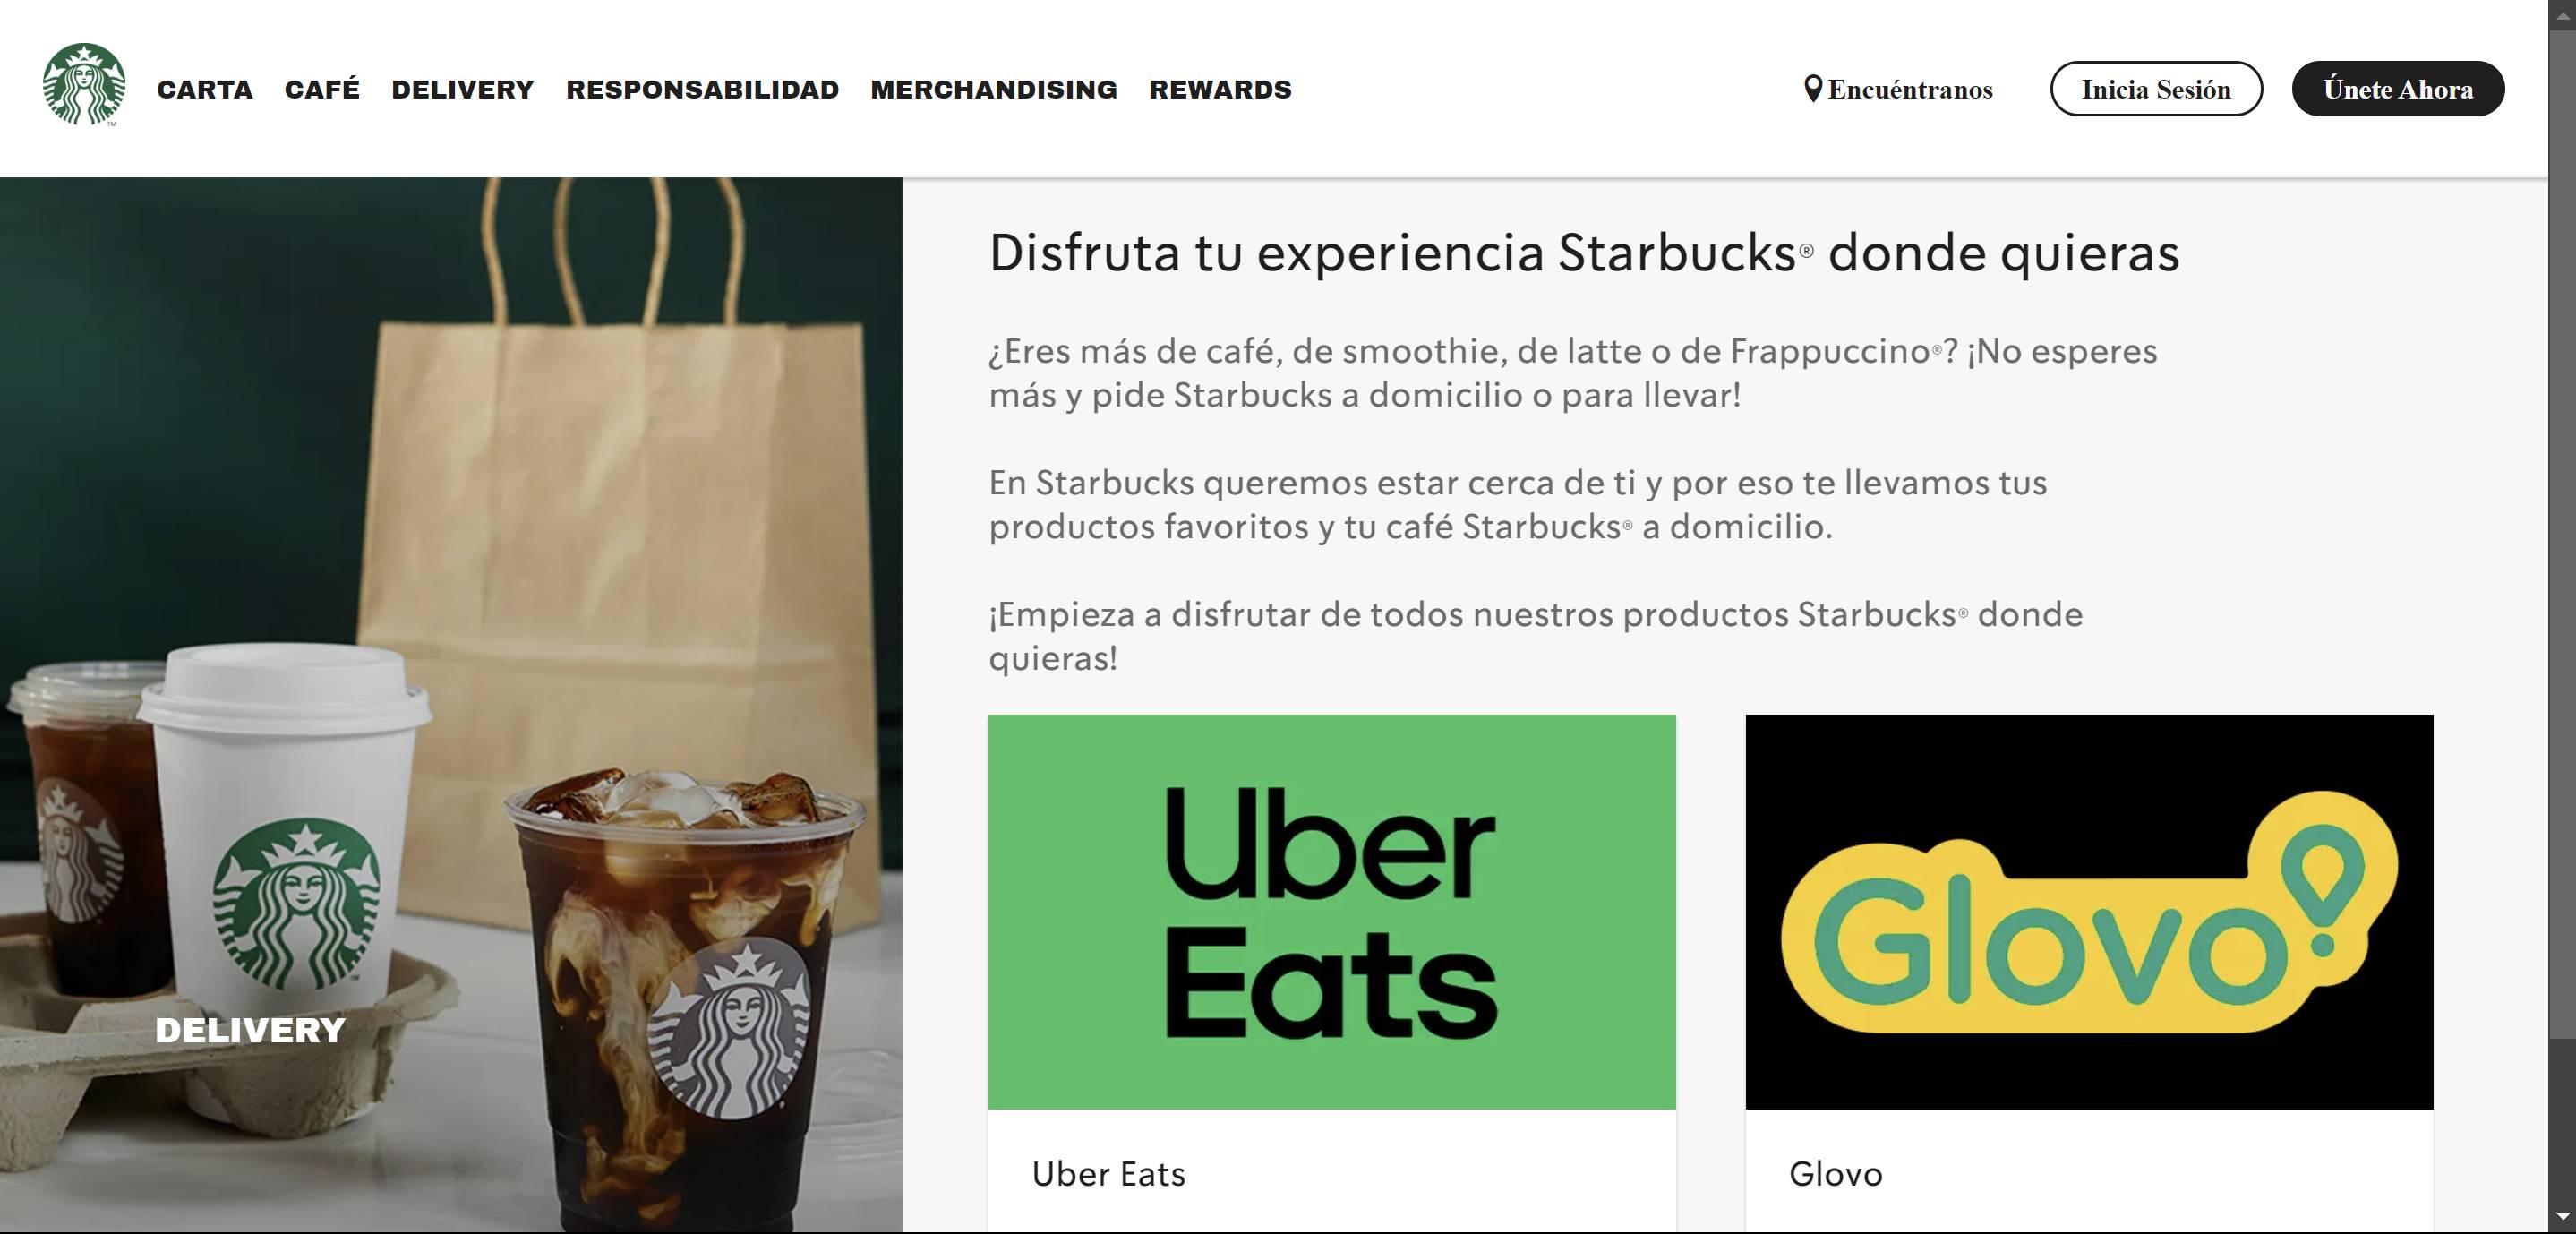 CARTA CAFÉ DELIVERY RESPONSABILIDAD MERCHANDISING REWARDS Encuéntranos Inicia Sesión Únete Ahora
TM
Disfruta tu experiencia Starbucks® donde quieras
¿Eres más de café, de smoothie, de latte o de Frappuccino®? ¡No esperes
más y pide Starbucks a domicilio o para llevar!
En Starbucks queremos estar cerca de ti y por eso te llevamos tus
productos favoritos y tu café Starbucks® a domicilio.
¡Empieza a disfrutar de todos nuestros productos Starbucks® donde
quieras!
DELIVERY
Uber
Eats
Glovo
Uber Eats
Glovo